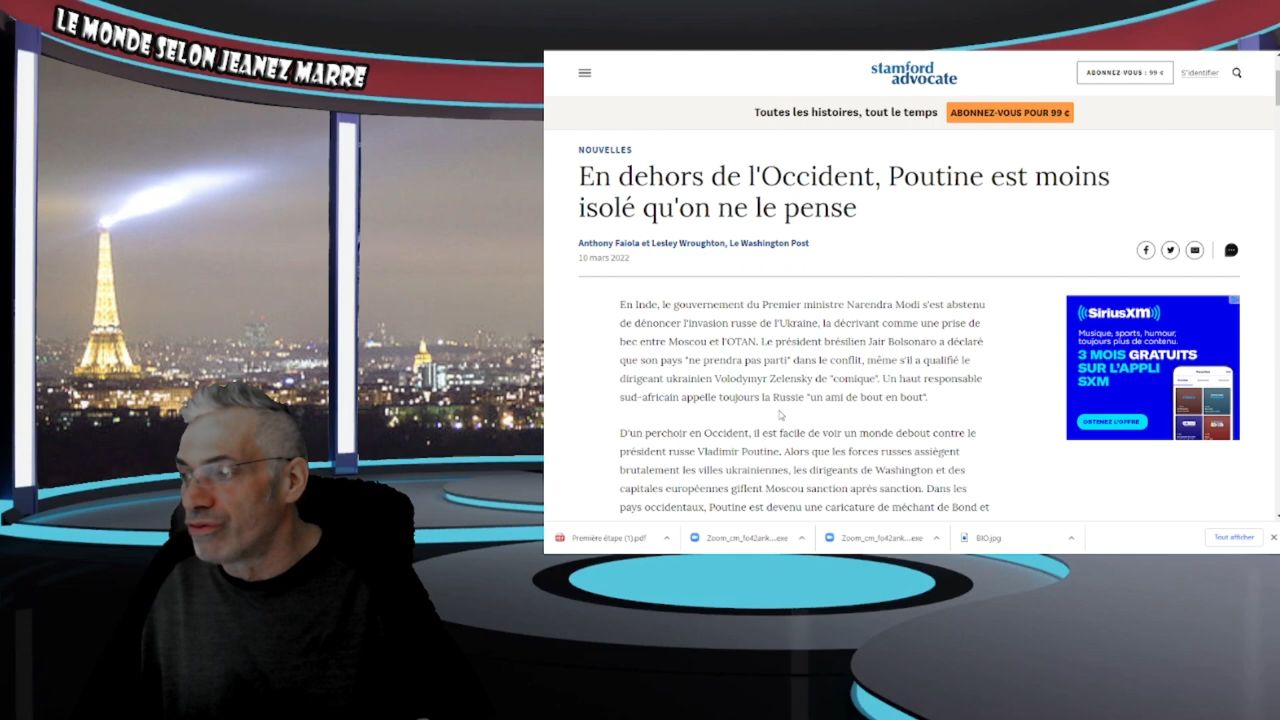 LE MONDE SELON JEANEZ MARRE
stamford
advocate
ABONNEZ-VOUS : 99 ¢
S'identifier
Toutes les histoires, tout le temps
ABONNEZ-VOUS POUR 99 ¢
NOUVELLES
En dehors de l'Occident, Poutine est moins
isolé qu'on ne le pense
Anthony Faiola et Lesley Wroughton, Le Washington Post
10 mars 2022
En Inde, le gouvernement du Premier ministre Narendra Modi s'est abstenu
de dénoncer l'invasion russe de l'Ukraine, la décrivant comme une prise de
bec entre Moscou et l'OTAN. Le président brésilien Jair Bolsonaro a déclaré
que son pays "ne prendra pas parti" dans le conflit, même s'il a qualifié le
dirigeant ukrainien Volodymyr Zelensky de "comique". Un haut responsable
sud-africain appelle toujours la Russie "un ami de bout en bout".
D'un perchoir en Occident, il est facile de voir un monde debout contre le
président russe Vladimir Poutine. Alors que les forces russes assiègent
brutalement les villes ukrainiennes, les dirigeants de Washington et des
capitales européennes giflent Moscou sanction après sanction. Dans les
pays occidentaux, Poutine est devenu une caricature de méchant de Bond et
((SiriusXM))
Musique, sports, humour,
toujours plus de contenu.
3 MOIS GRATUITS
SUR L'APPLI
SXM
OBTENEZ L'OFFRE
Première étape (1).pdf
Zoom_cm_fo42ank....exe
Zoom_cm_fo42ank....exe
BIO.jpg
Tout afficher